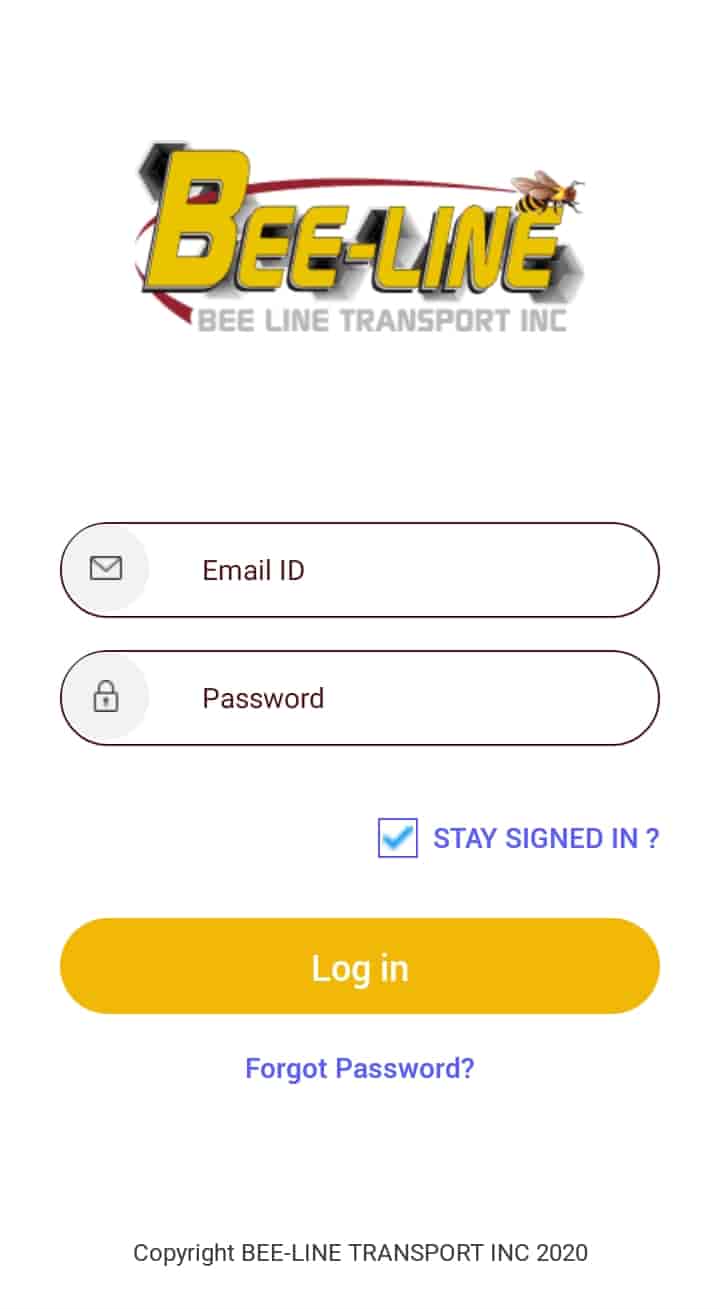 BEE-LINE
BEE LINE TRANSPORT INC
Email ID
Password
STAY SIGNED IN ?
Log in
Forgot Password?
Copyright BEE-LINE TRANSPORT INC 2020